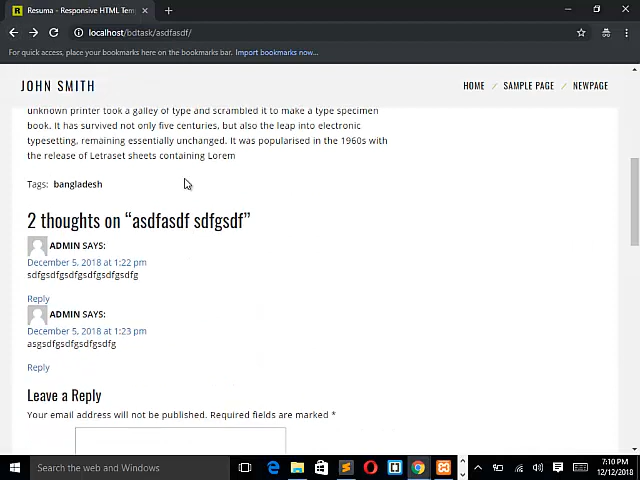 Resuma - Responsive HTML Tem
localhost/bdtask/asdfasdf/
For quick access, place your bookmarks here on the bookmarks bar. Import bookmarks now...
JOHN SMITH
HOME / SAMPLE PAGE / NEWPAGE
unknown printer took a galley of type and scrambled it to make a type specimen
book. It has survived not only five centuries, but also the leap into electronic
typesetting, remaining essentially unchanged. It was popularised in the 1960s with
the release of Letraset sheets containing Lorem
Tags: bangladesh
2 thoughts on “asdfasdf sdfgsdf”
ADMIN SAYS:
December 5, 2018 at 1:22 pm
sdfgsdfgsdfgsdfgsdfgsdfg
Reply
ADMIN SAYS:
December 5, 2018 at 1:23 pm
asgsdfgsdfgsdfgsdfg
Reply
Leave a Reply
Your email address will not be published. Required fields are marked *
Search the web and Windows
7:10 PM
12/12/2018